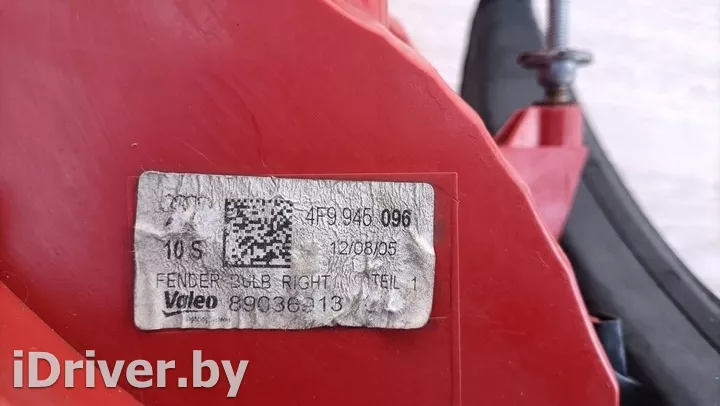 4F9 945 096
10 S
12/08/05
FENDER BULB RIGHT TEIL 1
Valeo 89036913
iDriver.by